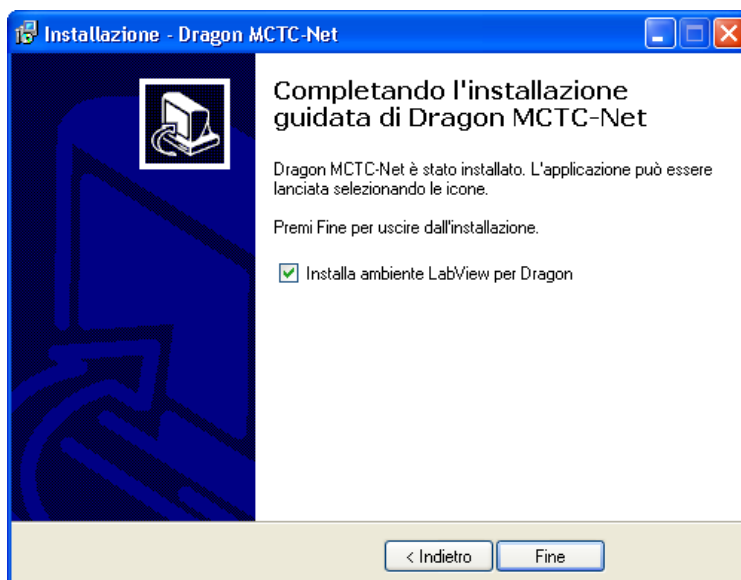 Installazione - Dragon MCTC-Net
Completando l'installazione
guidata di Dragon MCTC-Net
Dragon MCTC-Net è stato installato. L'applicazione può essere
lanciata selezionando le icone.
Premi Fine per uscire dall'installazione.
Installa ambiente LabView per Dragon
< Indietro
Fine